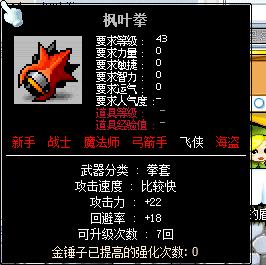 枫叶拳
要求等级： 43
要求力量： -
要求敏捷： -
要求智力： -
要求运气： -
要求人气度： -
道具等级： -
道具经验值： -
新手 战士 魔法师 弓箭手 飞侠 海盗
武器分类 ： 拳套
攻击速度 ： 比较快
攻击力 ： +22
回避率 ： +18
可升级次数 ： 7回
金锤子已提高的强化次数: 0